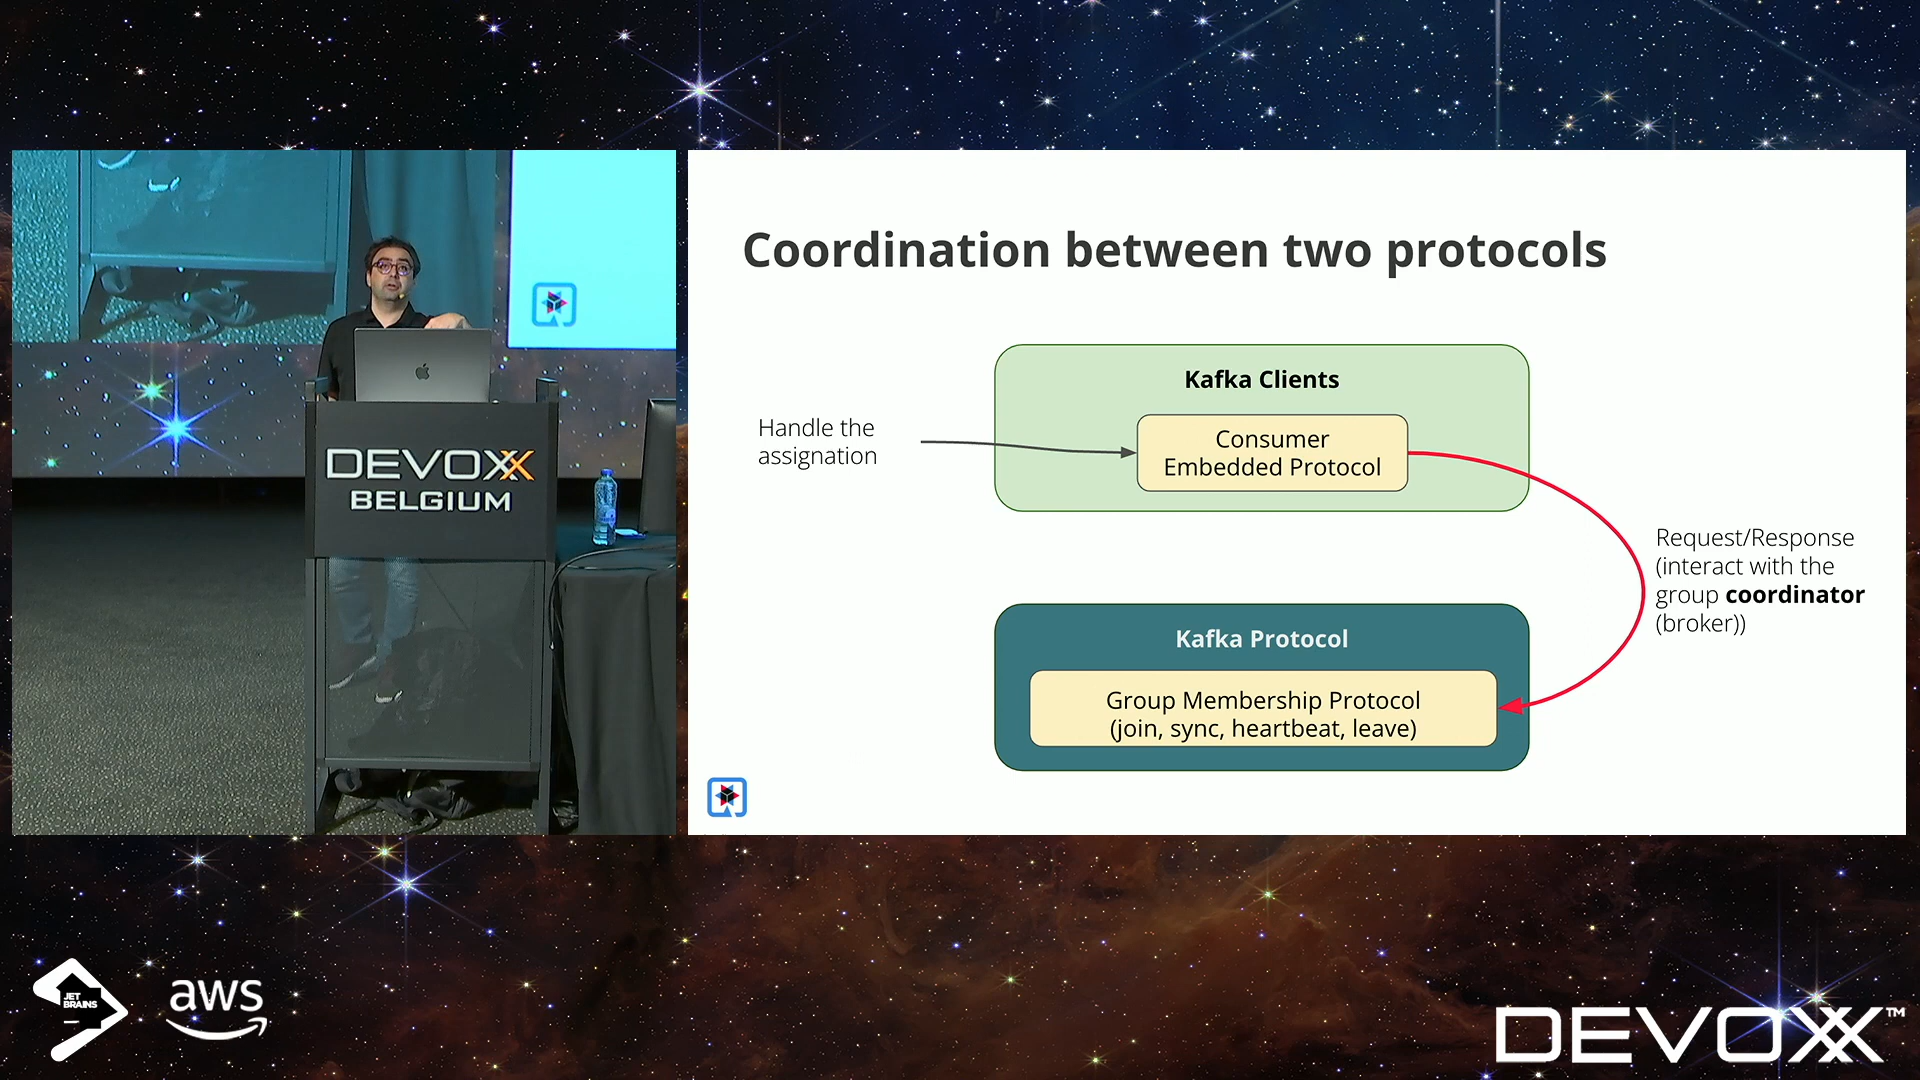 Coordination between two protocols
Kafka Clients
Handle the
assignation
Consumer
Embedded Protocol
Request/Response
(interact with the
group coordinator
(broker))
Kafka Protocol
Group Membership Protocol
(join, sync, heartbeat, leave)
DEVOXX
BELGIUM
JET
BRAINS
aws
DEVOXX™